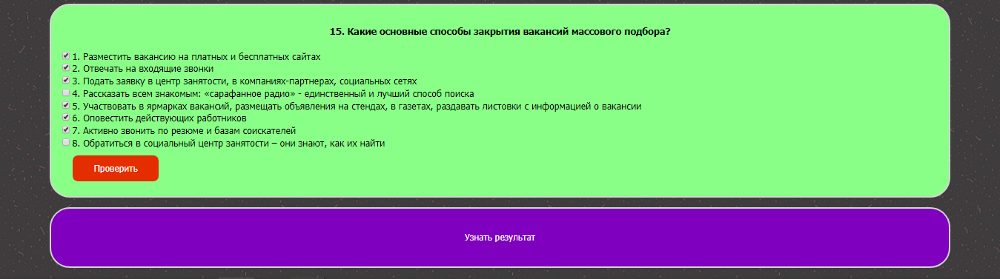 15. Какие основные способы закрытия вакансий массового подбора?
1. Разместить вакансию на платных и бесплатных сайтах
2. Отвечать на входящие звонки
3. Подать заявку в центр занятости, в компаниях-партнерах, социальных сетях
4. Рассказать всем знакомым: «сарафанное радио» - единственный и лучший способ поиска
5. Участвовать в ярмарках вакансий, размещать объявления на стендах, в газетах, раздавать листовки с информацией о вакансии
6. Оповестить действующих работников
7. Активно звонить по резюме и базам соискателей
8. Обратиться в социальный центр занятости – они знают, как их найти
Проверить
Узнать результат